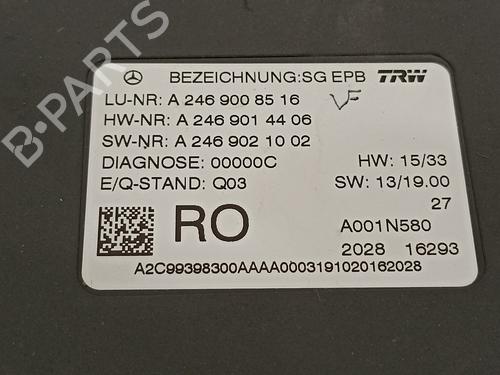 BEZEICHNUNG:SG EPB TRW
LU-NR: A 246 900 85 16 VF
HW-NR: A 246 901 44 06
SW-NR: A 246 902 10 02
DIAGNOSE: 00000C HW: 15/33
E/Q-STAND: Q03 SW: 13/19.00
27
RO A001N580
2028 16293
A2C99398300AAAA0003191020162028
B-PARTS